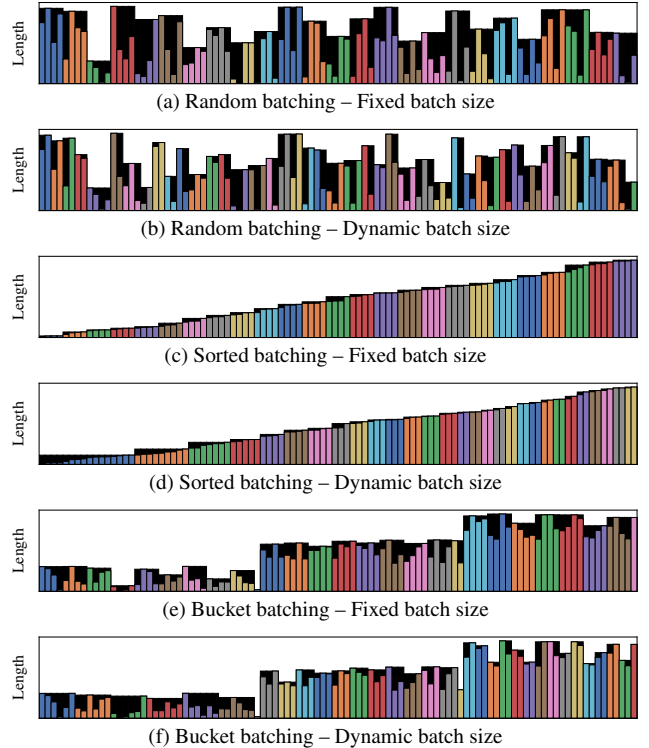 Length
(a) Random batching – Fixed batch size
Length
(b) Random batching – Dynamic batch size
Length
(c) Sorted batching – Fixed batch size
Length
(d) Sorted batching – Dynamic batch size
Length
(e) Bucket batching – Fixed batch size
Length
(f) Bucket batching – Dynamic batch size